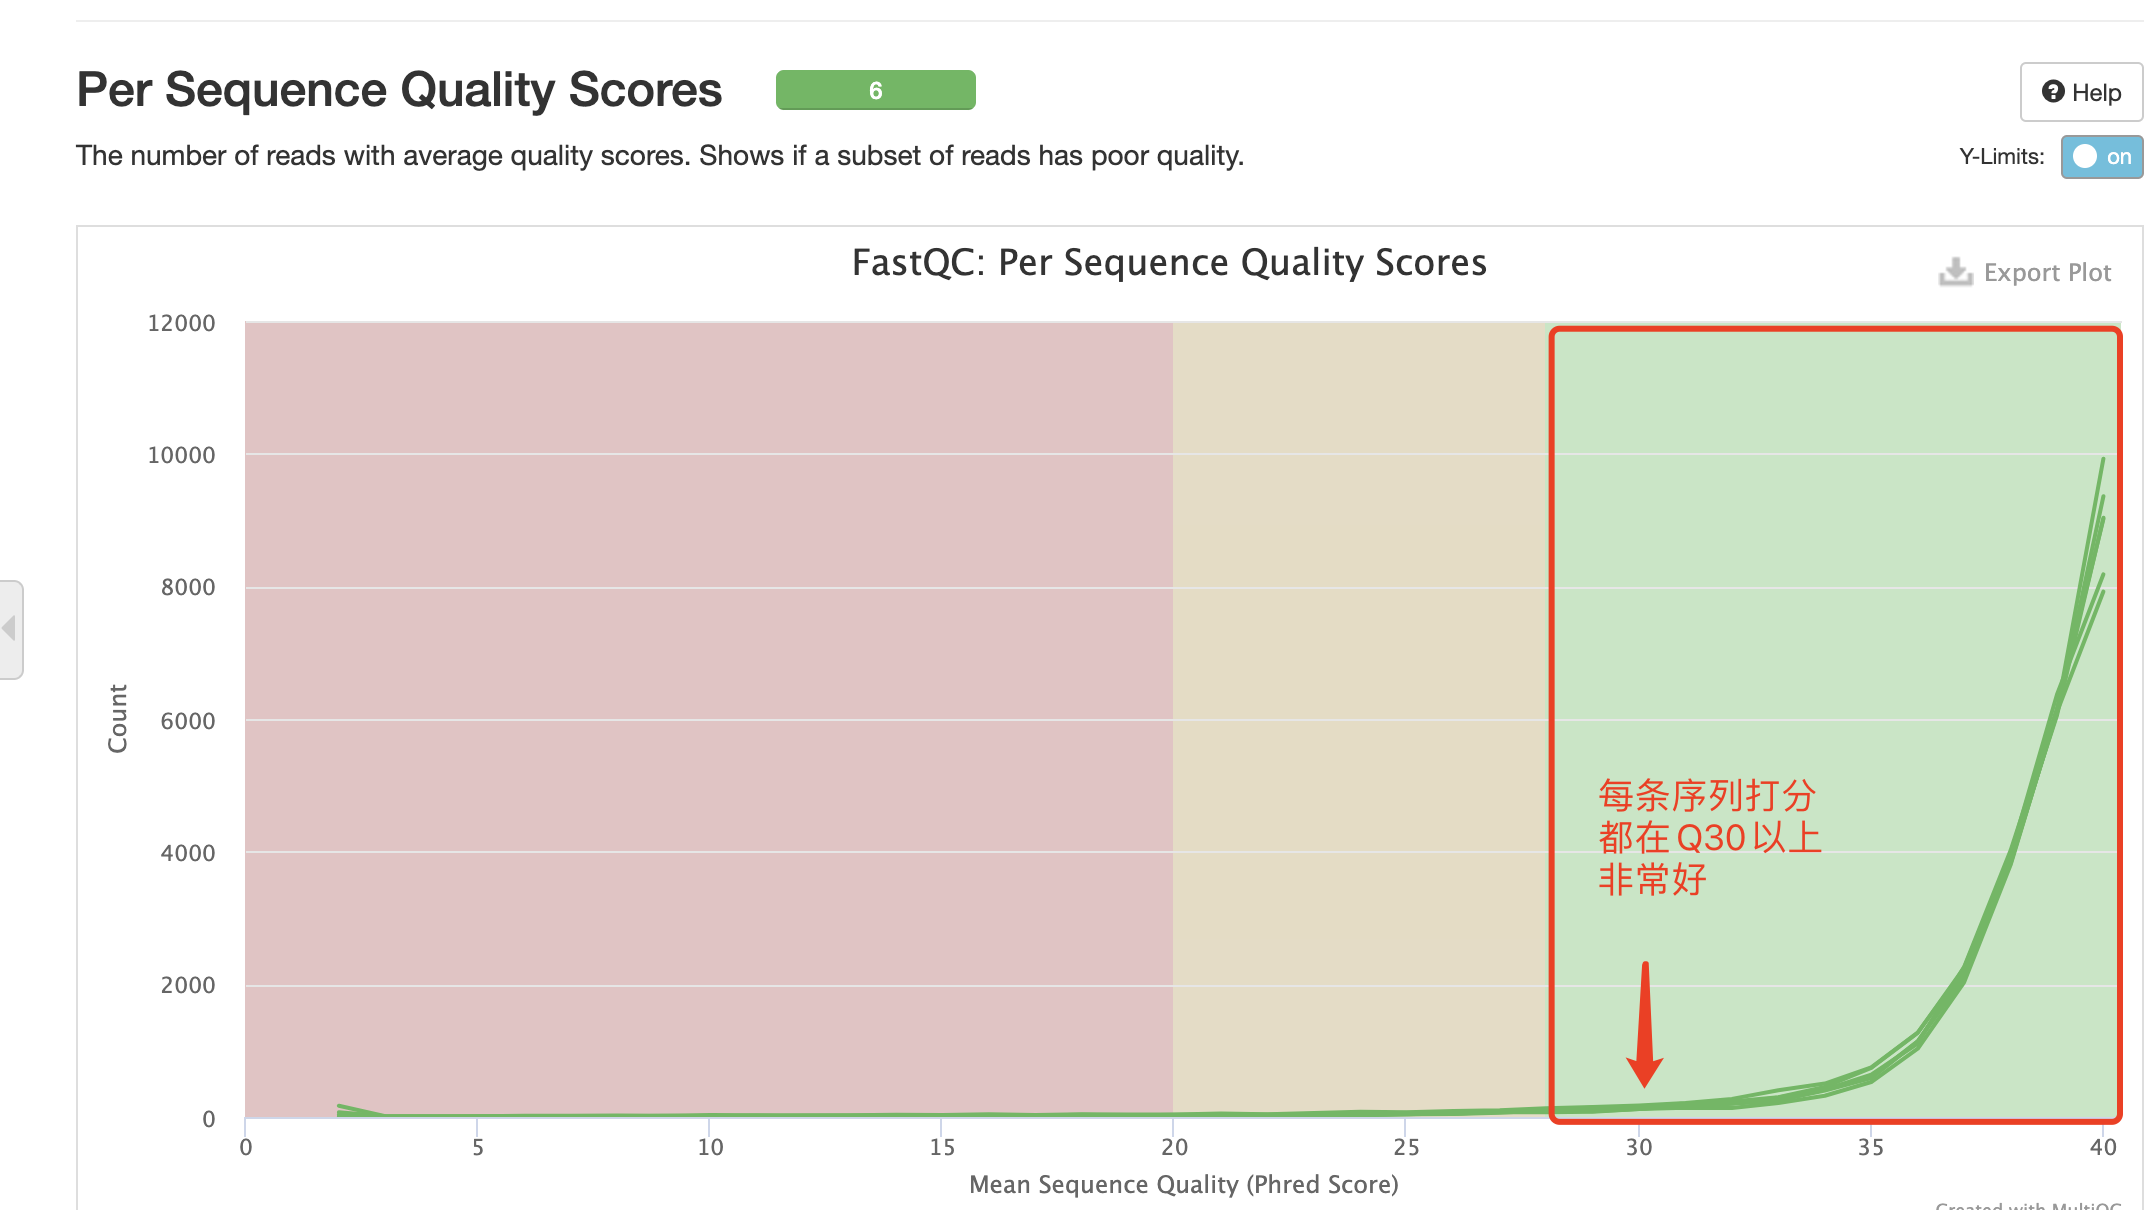 Per Sequence Quality Scores
6
Help
The number of reads with average quality scores. Shows if a subset of reads has poor quality.
Y-Limits: on
FastQC: Per Sequence Quality Scores
Export Plot
12000
10000
8000
6000
4000
2000
0
Count
每条序列打分
都在Q30以上
非常好
0 5 10 15 20 25 30 35 40
Mean Sequence Quality (Phred Score)
Created with MultiQC